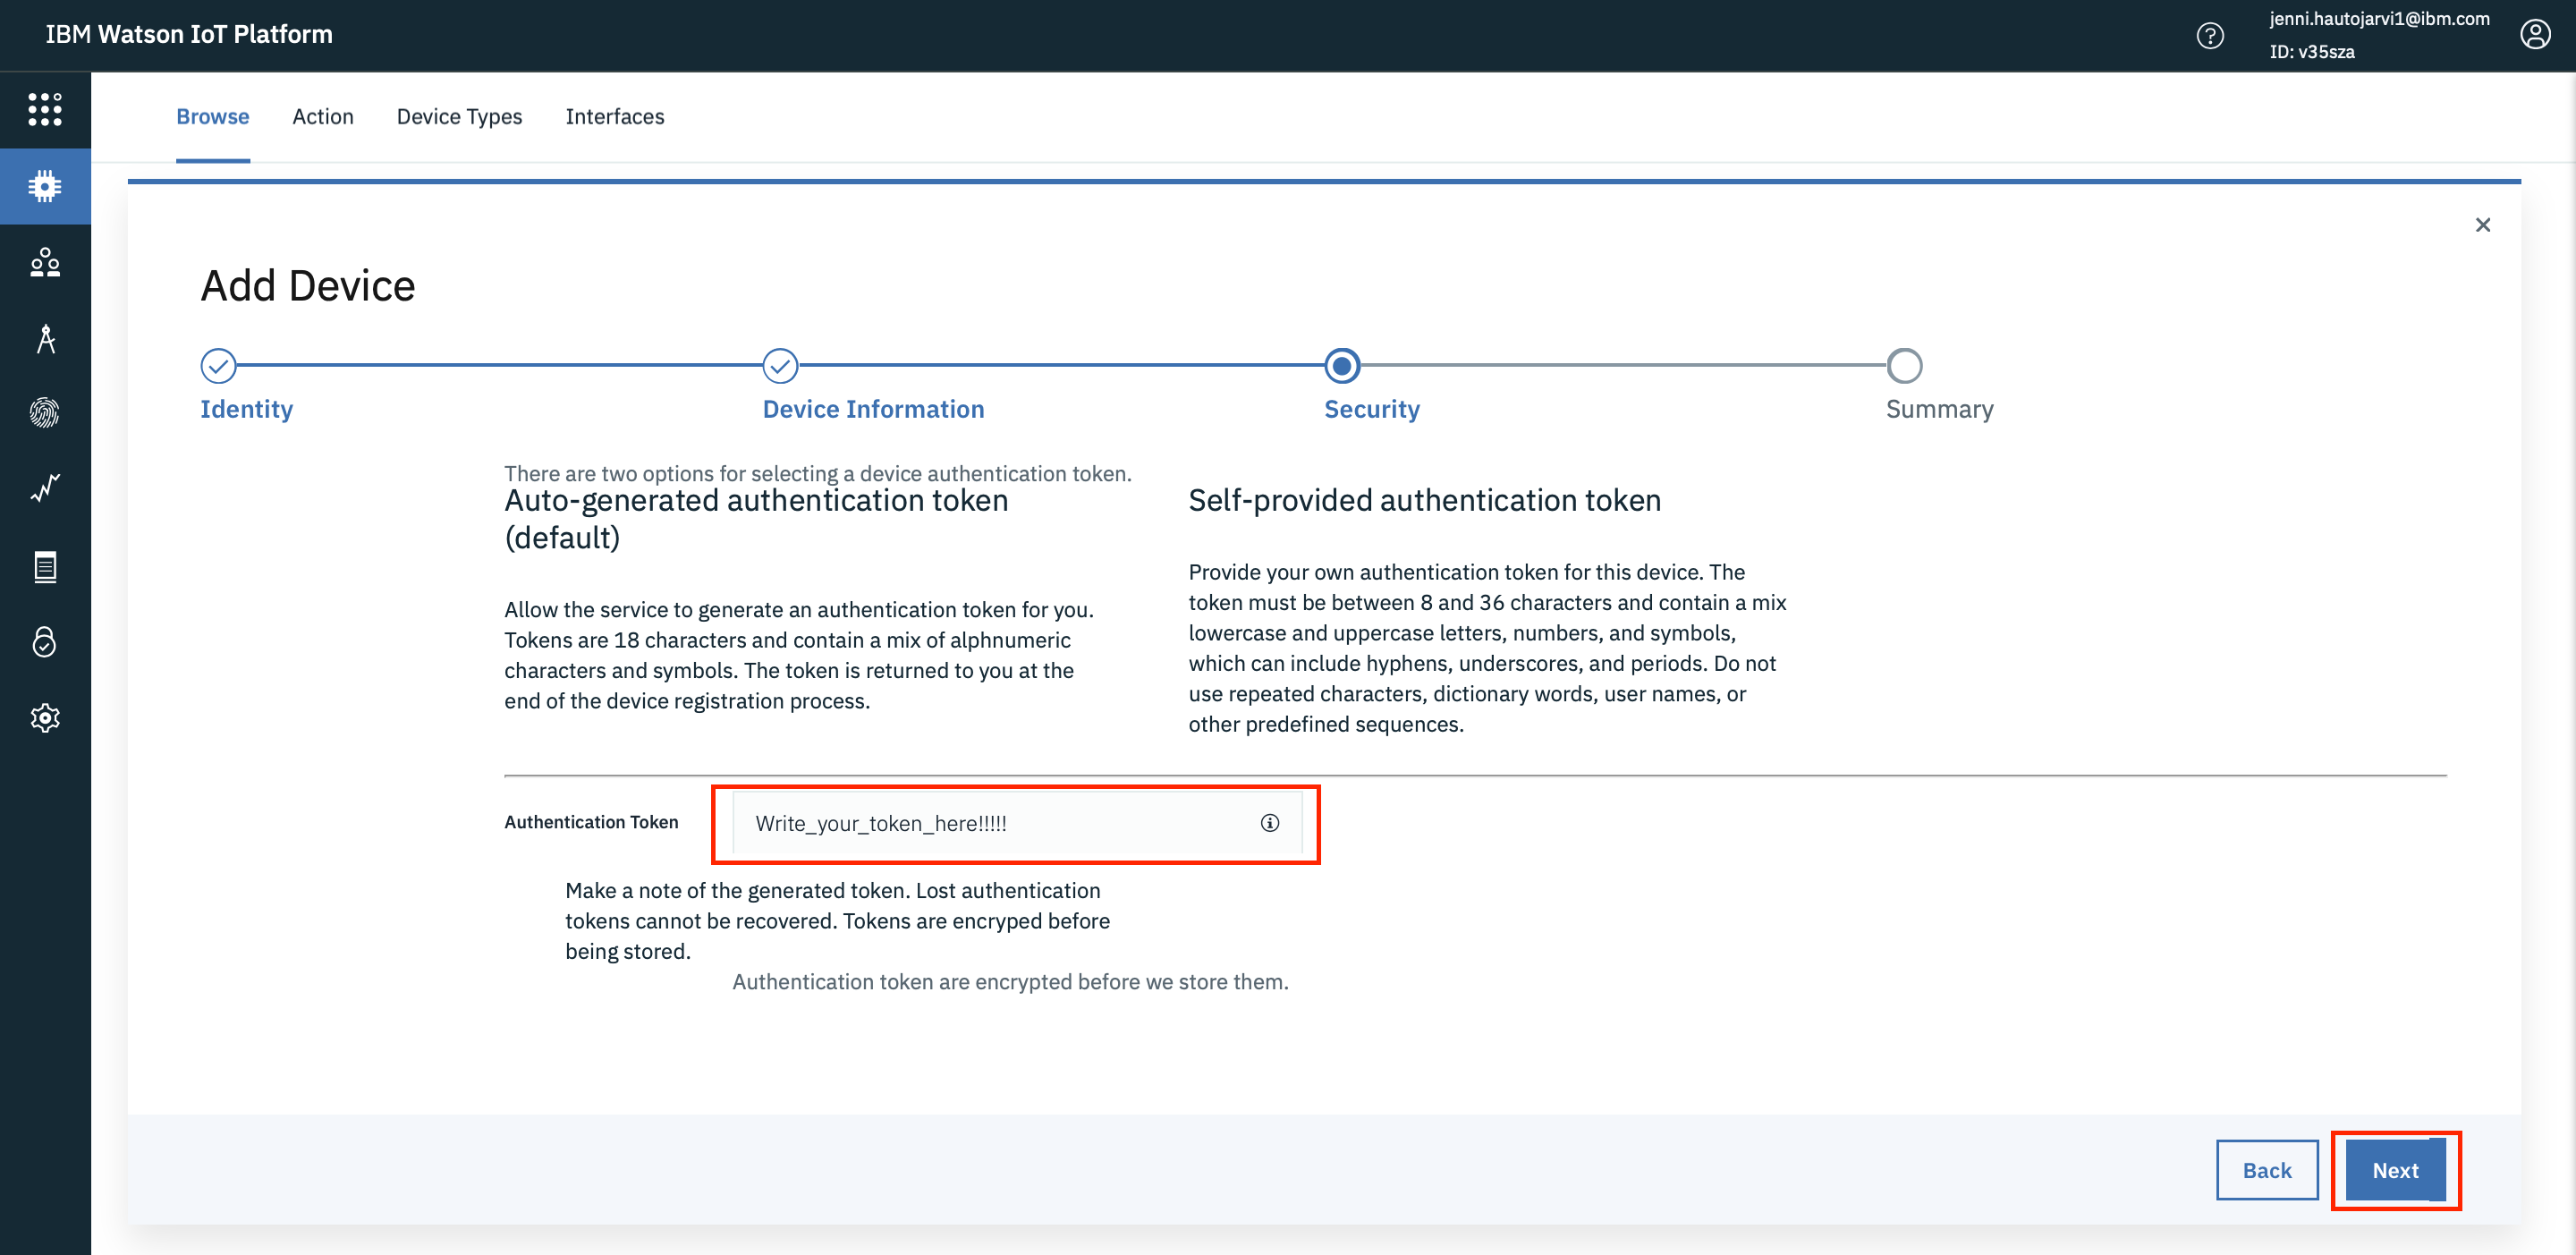 IBM Watson IoT Platform
jenni.hautojarvi1@ibm.com
ID: v35sza
Browse Action Device Types Interfaces
Add Device
Identity Device Information Security Summary
There are two options for selecting a device authentication token.
Auto-generated authentication token
(default)
Allow the service to generate an authentication token for you.
Tokens are 18 characters and contain a mix of alphnumeric
characters and symbols. The token is returned to you at the
end of the device registration process.
Self-provided authentication token
Provide your own authentication token for this device. The
token must be between 8 and 36 characters and contain a mix
lowercase and uppercase letters, numbers, and symbols,
which can include hyphens, underscores, and periods. Do not
use repeated characters, dictionary words, user names, or
other predefined sequences.
Authentication Token
Write_your_token_here!!!!!
Make a note of the generated token. Lost authentication
tokens cannot be recovered. Tokens are encryped before
being stored.
Authentication token are encrypted before we store them.
Back Next